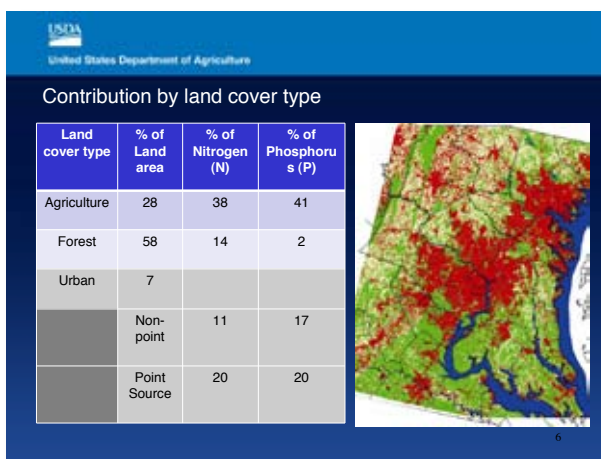 USDA
United States Department of Agriculture
Contribution by land cover type
Land
cover type
% of
Land
area
% of
Nitrogen
(N)
% of
Phosphoru
s (P)
Agriculture
28
38
41
Forest
58
14
2
Urban
7
Non-
point
11
17
Point
Source
20
20
6